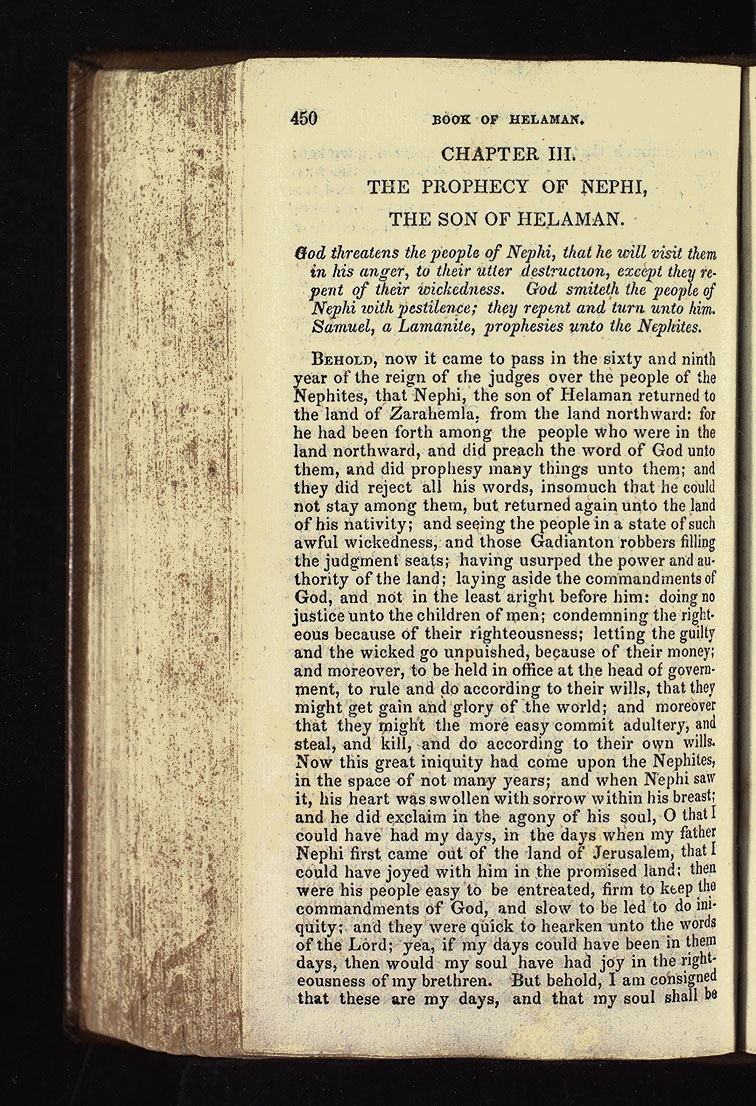 450 BOOK OF HELAMAN.
CHAPTER III.
THE PROPHECY OF NEPHI,
THE SON OF HELAMAN.
God threatens the people of Nephi, that he will visit them
in his anger, to their utter destruction, except they re-
pent of their wickedness. God smiteth the people of
Nephi with pestilence; they repent and turn unto him.
Samuel, a Lamanite, prophesies unto the Nephites.
BEHOLD, now it came to pass in the sixty and ninth
year of the reign of the judges over the people of the
Nephites, that Nephi, the son of Helaman returned to
the land of Zarahemla, from the land northward: for
he had been forth among the people who were in the
land northward, and did preach the word of God unto
them, and did prophesy many things unto them; and
they did reject all his words, insomuch that he could
not stay among them, but returned again unto the land
of his nativity; and seeing the people in a state of such
awful wickedness, and those Gadianton robbers filling
the judgment seats; having usurped the power and au-
thority of the land; laying aside the commandments of
God, and not in the least aright before him: doing no
justice unto the children of men; condemning the right-
eous because of their righteousness; letting the guilty
and the wicked go unpuished, because of their money;
and moreover, to be held in office at the head of govern-
ment, to rule and do according to their wills, that they
might get gain and glory of the world; and moreover
that they might the more easy commit adultery, and
steal, and kill, and do according to their own wills.
Now this great iniquity had come upon the Nephites,
in the space of not many years; and when Nephi saw
it, his heart was swollen with sorrow within his breast;
and he did exclaim in the agony of his soul, O that I
could have had my days, in the days when my father
Nephi first came out of the land of Jerusalem, that I
could have joyed with him in the promised land; then
were his people easy to be entreated, firm to keep the
commandments of God, and slow to be led to do ini-
quity; and they were quick to hearken unto the words
of the Lord; yea, if my days could have been in them
days, then would my soul have had joy in the right-
eousness of my brethren. But behold, I am consigned
that these are my days, and that my soul shall be